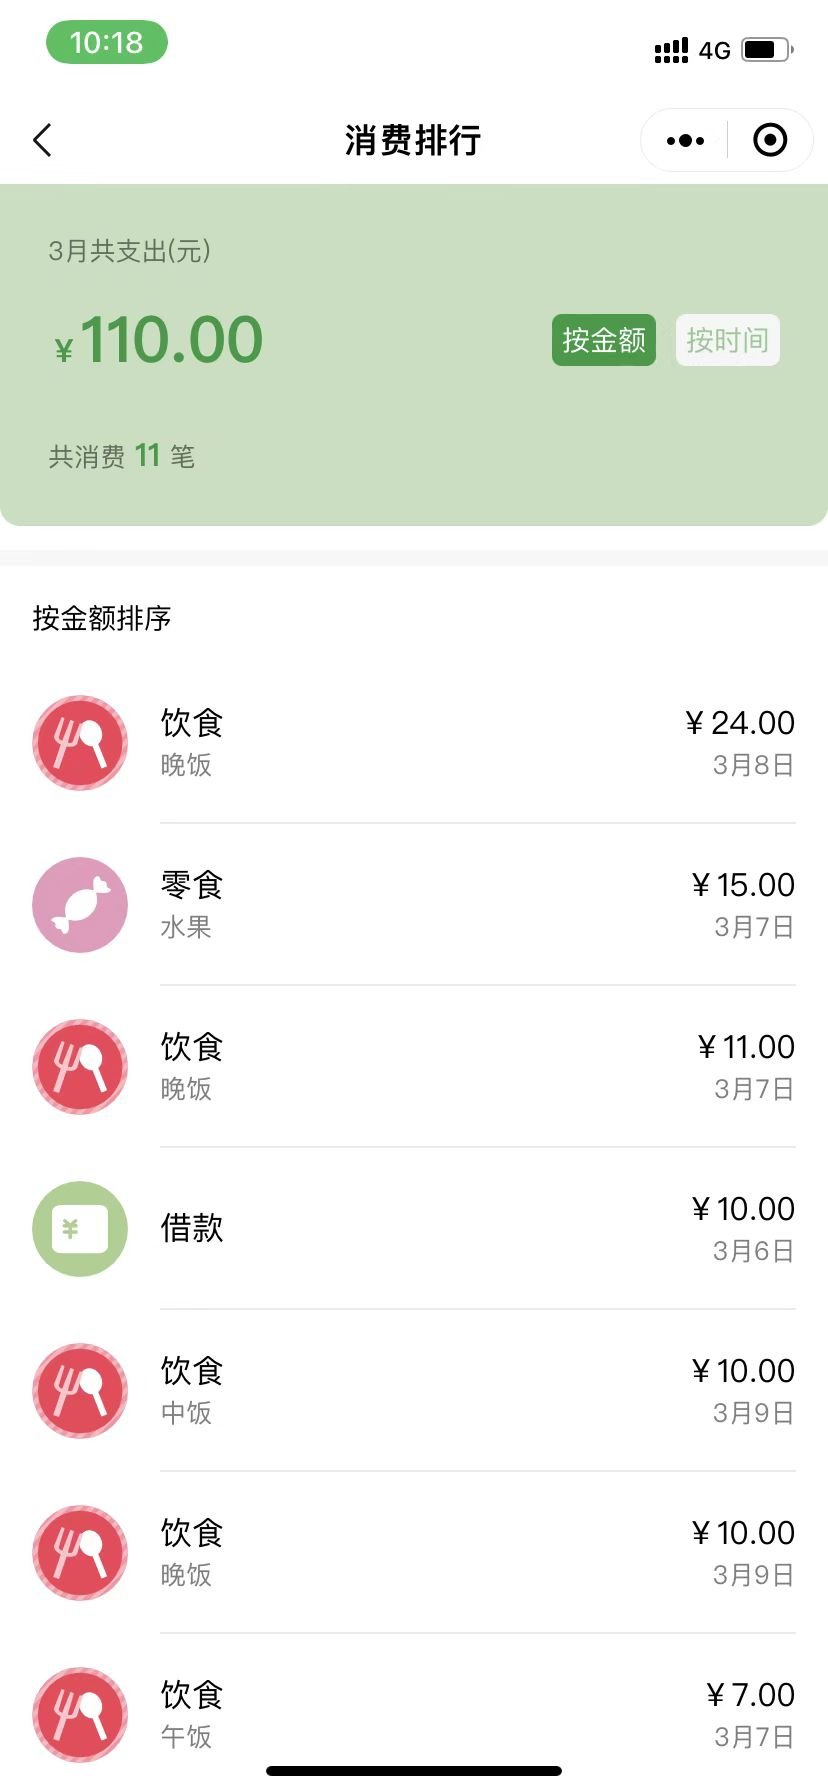 10:18
4G
消费排行
3月共支出(元)
¥110.00
按金额 按时间
共消费 11 笔
按金额排序
饮食 ¥24.00
晚饭 3月8日
零食 ¥15.00
水果 3月7日
饮食 ¥11.00
晚饭 3月7日
¥
借款 ¥10.00
3月6日
饮食 ¥10.00
中饭 3月9日
饮食 ¥10.00
晚饭 3月9日
饮食 ¥7.00
午饭 3月7日